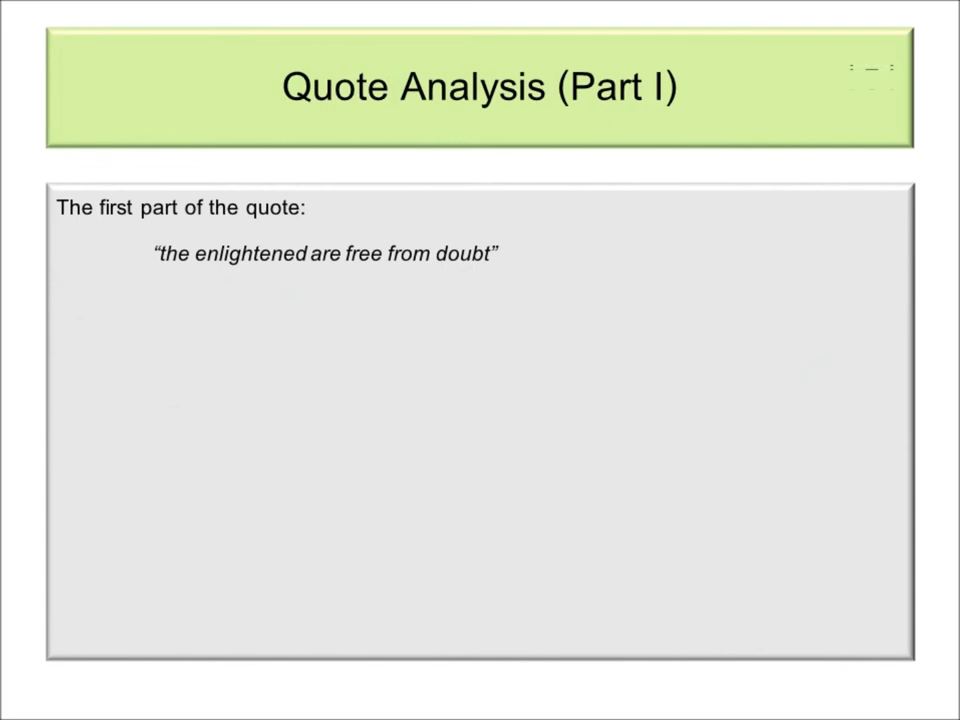 Quote Analysis (Part I)
The first part of the quote:
“the enlightened are free from doubt”